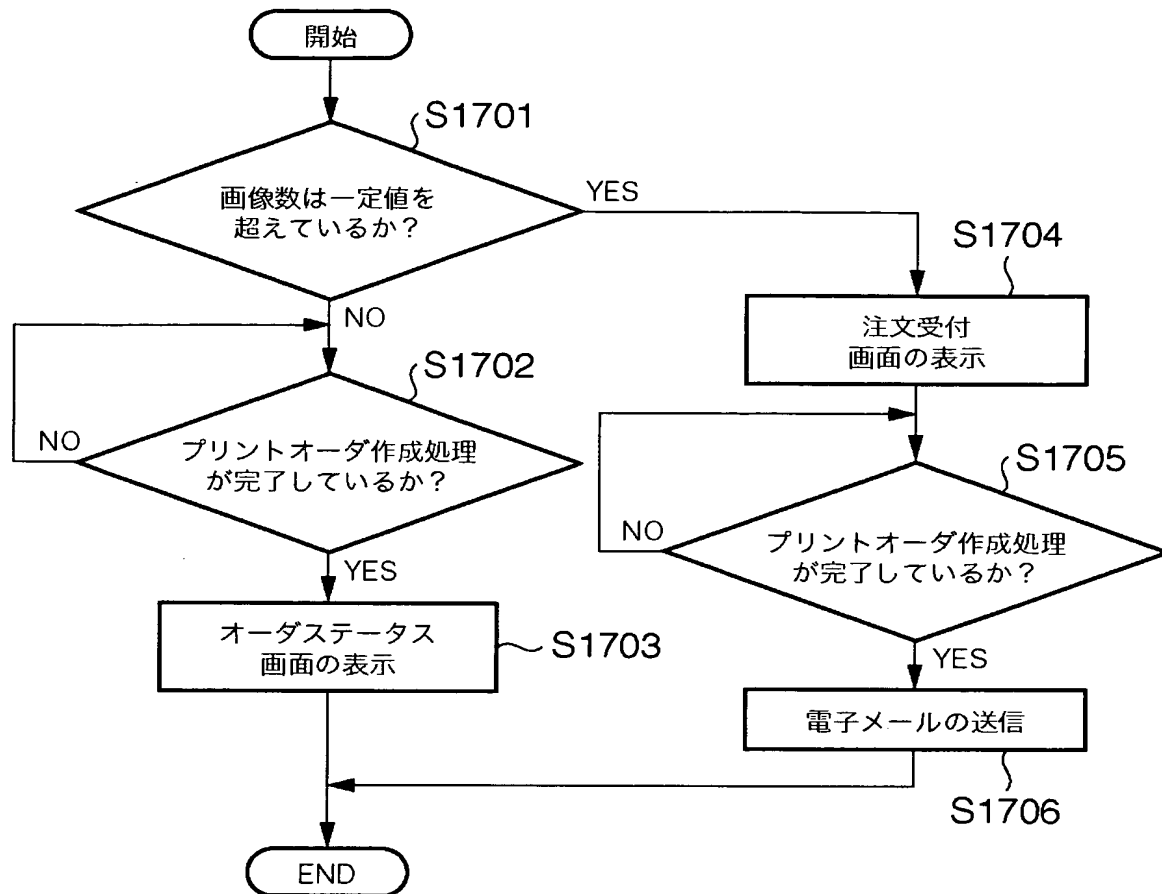 開始
S1701
画像数は一定値を
超えているか？
YES
NO
S1702
プリントオーダ作成処理
が完了しているか？
NO
YES
オーダステータス
画面の表示
S1703
S1704
注文受付
画面の表示
S1705
プリントオーダ作成処理
が完了しているか？
NO
YES
電子メールの送信
S1706
END